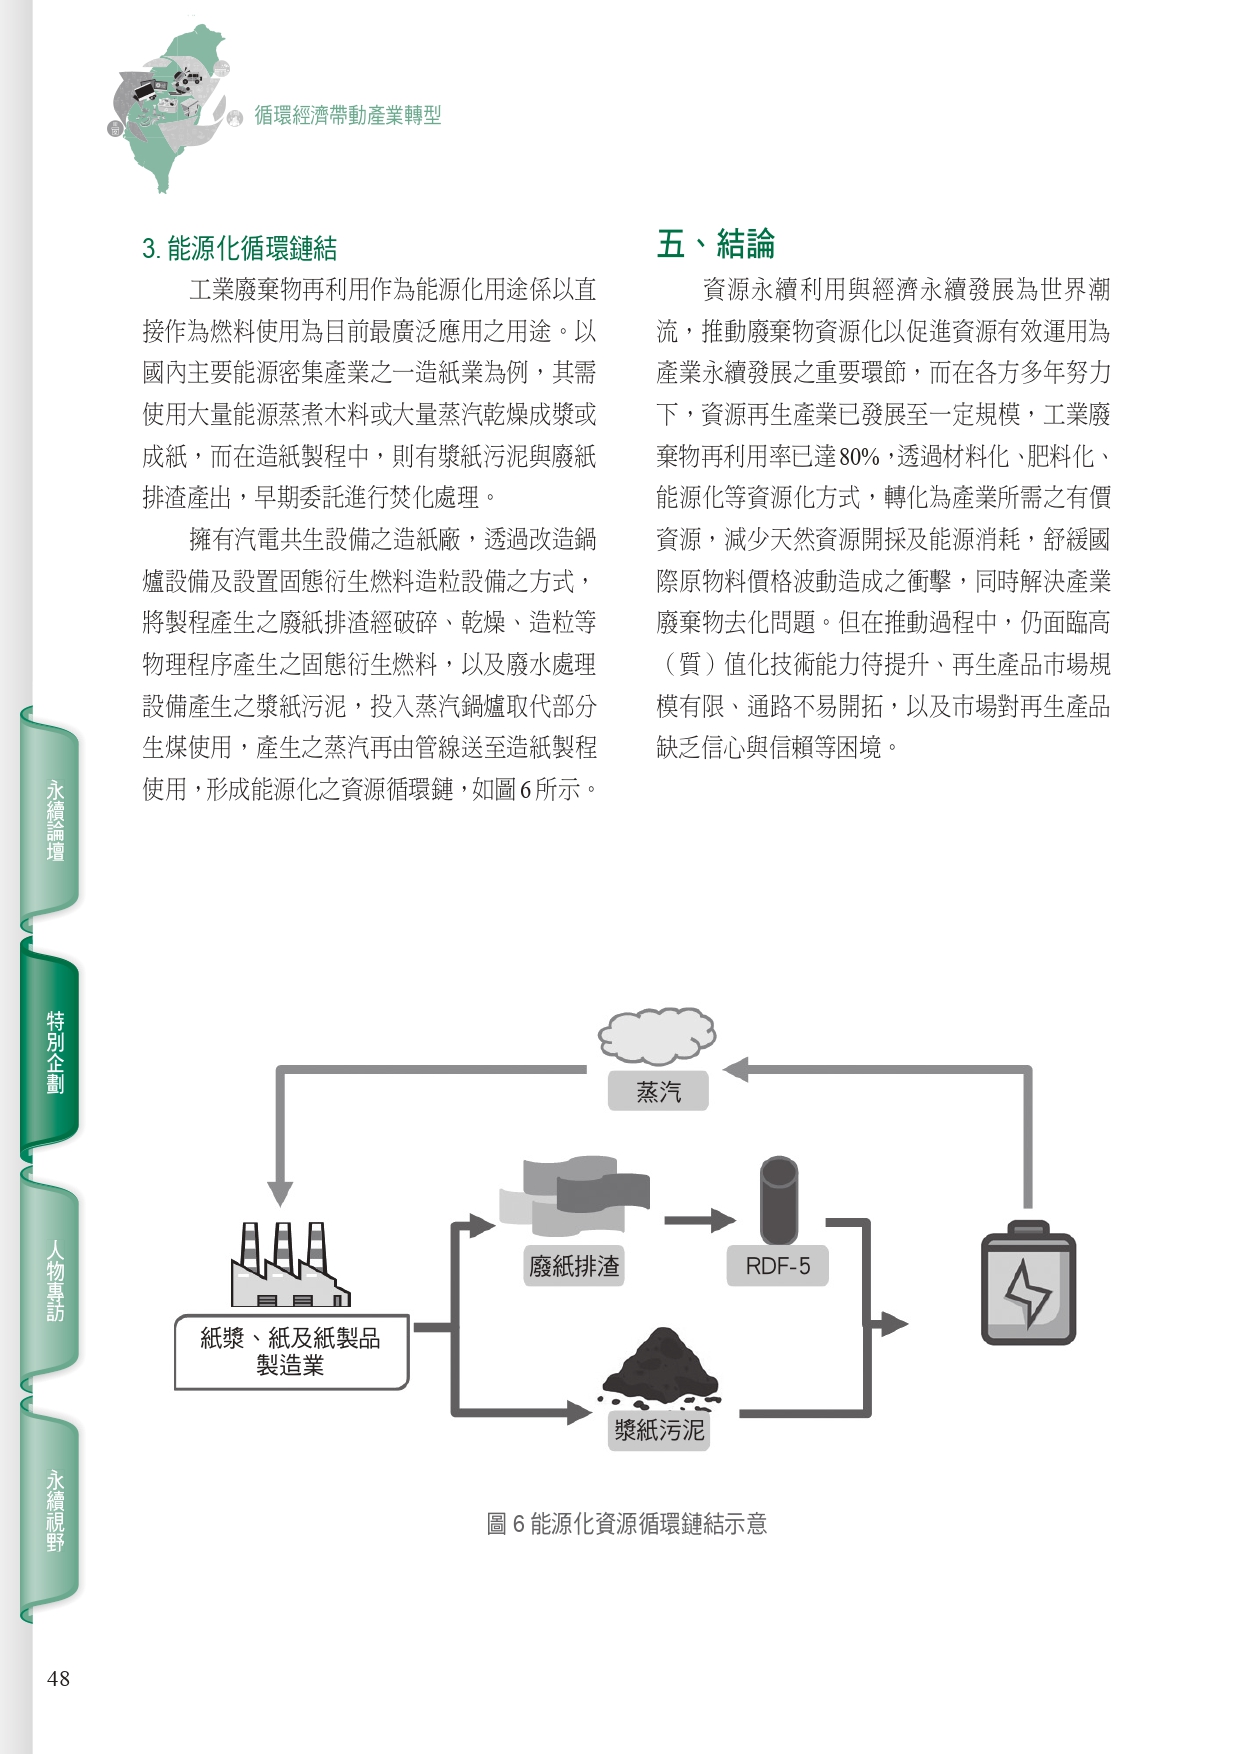 循環經濟帶動產業轉型
3. 能源化循環鏈結
工業廢棄物再利用作為能源化用途係以直
接作為燃料使用為目前最廣泛應用之用途。以
國內主要能源密集產業之一造紙業為例，其需
使用大量能源蒸煮木料或大量蒸汽乾燥成漿或
成紙，而在造紙製程中，則有漿紙污泥與廢紙
排渣產出，早期委託進行焚化處理。
擁有汽電共生設備之造紙廠，透過改造鍋
爐設備及設置固態衍生燃料造粒設備之方式，
將製程產生之廢紙排渣經破碎、乾燥、造粒等
物理程序產生之固態衍生燃料，以及廢水處理
設備產生之漿紙污泥，投入蒸汽鍋爐取代部分
生煤使用，產生之蒸汽再由管線送至造紙製程
使用，形成能源化之資源循環鏈，如圖6所示。
五、結論
資源永續利用與經濟永續發展為世界潮
流，推動廢棄物資源化以促進資源有效運用為
產業永續發展之重要環節，而在各方多年努力
下，資源再生產業已發展至一定規模，工業廢
棄物再利用率已達80%，透過材料化、肥料化、
能源化等資源化方式，轉化為產業所需之有價
資源，減少天然資源開採及能源消耗，舒緩國
際原物料價格波動造成之衝擊，同時解決產業
廢棄物去化問題。但在推動過程中，仍面臨高
（質）值化技術能力待提升、再生產品市場規
模有限、通路不易開拓，以及市場對再生產品
缺乏信心與信賴等困境。
永續論壇
特別企劃
人物專訪
永續視野
蒸汽
廢紙排渣
RDF-5
紙漿、紙及紙製品
製造業
漿紙污泥
圖 6 能源化資源循環鏈結示意
48